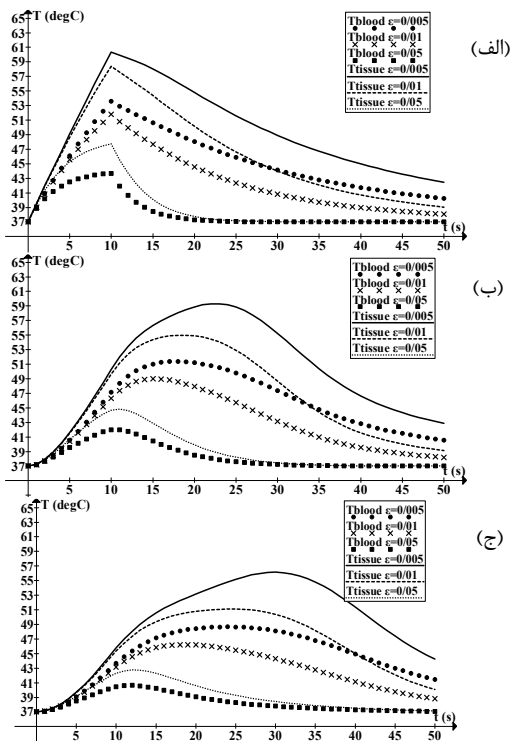 T (degC)
(الف)
65
63
61
59
57
55
53
51
49
47
45
43
41
39
37
Tblood ε=0/005
Tblood ε=0/01
Tblood ε=0/05
Ttissue ε=0/005
Ttissue ε=0/01
Ttissue ε=0/05
t (s)
5 10 15 20 25 30 35 40 45 50
T (degC)
(ب)
65
63
61
59
57
55
53
51
49
47
45
43
41
39
37
Tblood ε=0/005
Tblood ε=0/01
Tblood ε=0/05
Ttissue ε=0/005
Ttissue ε=0/01
Ttissue ε=0/05
t (s)
5 10 15 20 25 30 35 40 45 50
T (degC)
(ج)
65
63
61
59
57
55
53
51
49
47
45
43
41
39
37
Tblood ε=0/005
Tblood ε=0/01
Tblood ε=0/05
Ttissue ε=0/005
Ttissue ε=0/01
Ttissue ε=0/05
t (s)
5 10 15 20 25 30 35 40 45 50